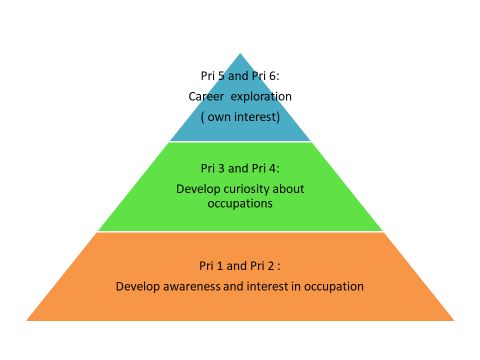 Pri 5 and Pri 6:
Career  exploration
( own interest)
Pri 3 and Pri 4:
Develop curiosity about
occupations
Pri 1 and Pri 2 :
Develop awareness and interest in occupation